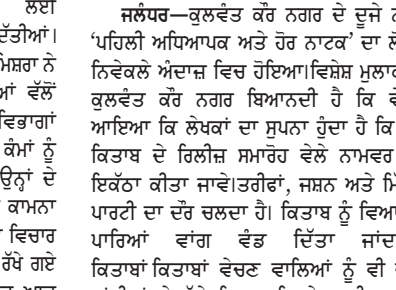 ਲਈ
ਦਿੱਤੀਆਂ।
ਮਿਸ਼ਰਾ ਨੇ
ਆਂ ਵੱਲੋਂ
ਵਿਭਾਗਾਂ
ਕੰਮਾਂ ਨੂੰ
ਉਨ੍ਹਾਂ ਦੇ
ਕਾਮਨਾ
ਵਿਚਾਰ
ਰੱਖੇ ਗਏ
ਜਲੰਧਰ—ਕੁਲਵੰਤ ਕੌਰ ਨਗਰ ਦੇ ਦੂਜੇ
‘ਪਹਿਲੀ ਅਧਿਆਪਕ ਅਤੇ ਹੋਰ ਨਾਟਕ’ ਦਾ ਲੋ
ਨਿਵੇਕਲੇ ਅੰਦਾਜ਼ ਵਿਚ ਹੋਇਆ।ਵਿਸ਼ੇਸ਼ ਮੁਲਾਕ
ਕੁਲਵੰਤ ਕੌਰ ਨਗਰ ਬਿਆਨਦੀ ਹੈ ਕਿ ਵੇ
ਆਇਆ ਕਿ ਲੇਖਕਾਂ ਦਾ ਸੁਪਨਾ ਹੁੰਦਾ ਹੈ ਕਿ
ਕਿਤਾਬ ਦੇ ਰਿਲੀਜ਼ ਸਮਾਰੋਹ ਵੇਲੇ ਨਾਮਵਰ
ਇਕੱਠਾ ਕੀਤਾ ਜਾਵੇ।ਤਰੀਫਾਂ, ਜਸ਼ਨ ਅਤੇ ਮਿ
ਪਾਰਟੀ ਦਾ ਦੌਰ ਚਲਦਾ ਹੈ। ਕਿਤਾਬ ਨੂੰ ਵਿਆ
ਪਾਰਿਆਂ ਵਾਂਗ ਵੰਡ ਦਿੱਤਾ ਜਾਂਦ
ਕਿਤਾਬਾਂ ਕਿਤਾਬਾਂ ਵੇਚਣ ਵਾਲਿਆਂ ਨੂੰ ਵੀ